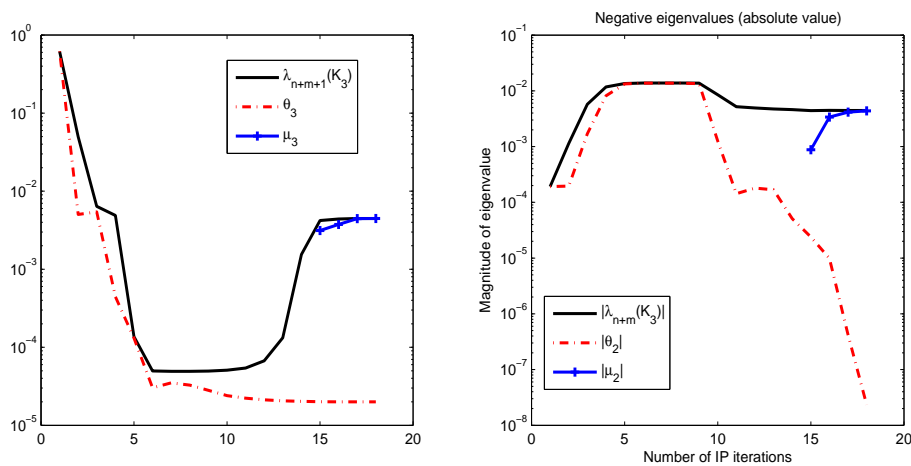 10^0
10^-1
10^-2
10^-3
10^-4
10^-5
0 5 10 15 20
λ_{n+m+1}(K_3)
θ_3
μ_3
Negative eigenvalues (absolute value)
Magnitude of eigenvalue
10^0
10^-1
10^-2
10^-3
10^-4
10^-5
10^-6
10^-7
10^-8
|λ_{n+m}(K_3)|
|θ_2|
|μ_2|
0 5 10 15 20
Number of IP iterations